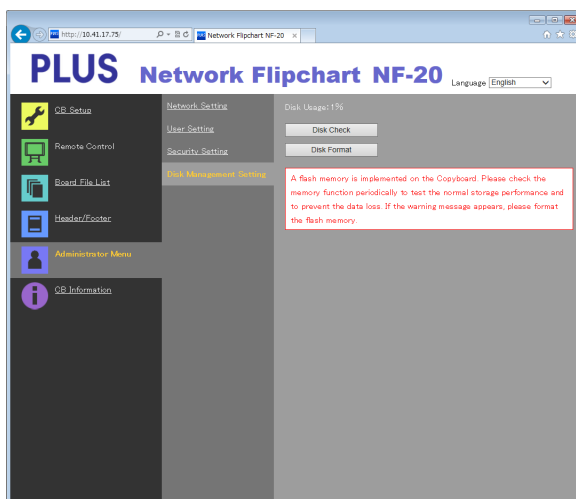 http://10.41.17.75/
Network Flipchart NF-20
PLUS Network Flipchart NF-20
Language English
CB Setup
Remote Control
Board File List
Header/Footer
Administrator Menu
CB Information
Network Setting
User Setting
Security Setting
Disk Management Setting
Disk Usage:1%
Disk Check
Disk Format
A flash memory is implemented on the Copyboard. Please check the
memory function periodically to test the normal storage performance and
to prevent the data loss. If the warning message appears, please format
the flash memory.